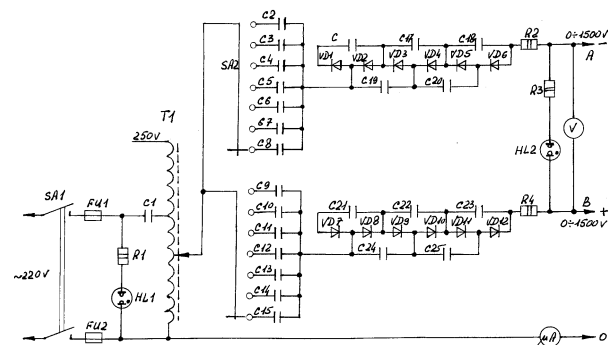 C2
C3
C4
C5
C6
C7
C8
SA2
C
C17
C18
VD1
VD2
VD3
VD4
VD5
VD6
C19
C20
R2
0÷1500V
A
−
R3
V
HL2
T1
250V
SA1
FU1
C1
R1
HL1
~220V
FU2
C9
C10
C11
C12
C13
C14
C15
C21
C22
C23
VD7
VD8
VD9
VD10
VD11
VD12
C24
C25
R4
B
+
0÷1500V
μA
0